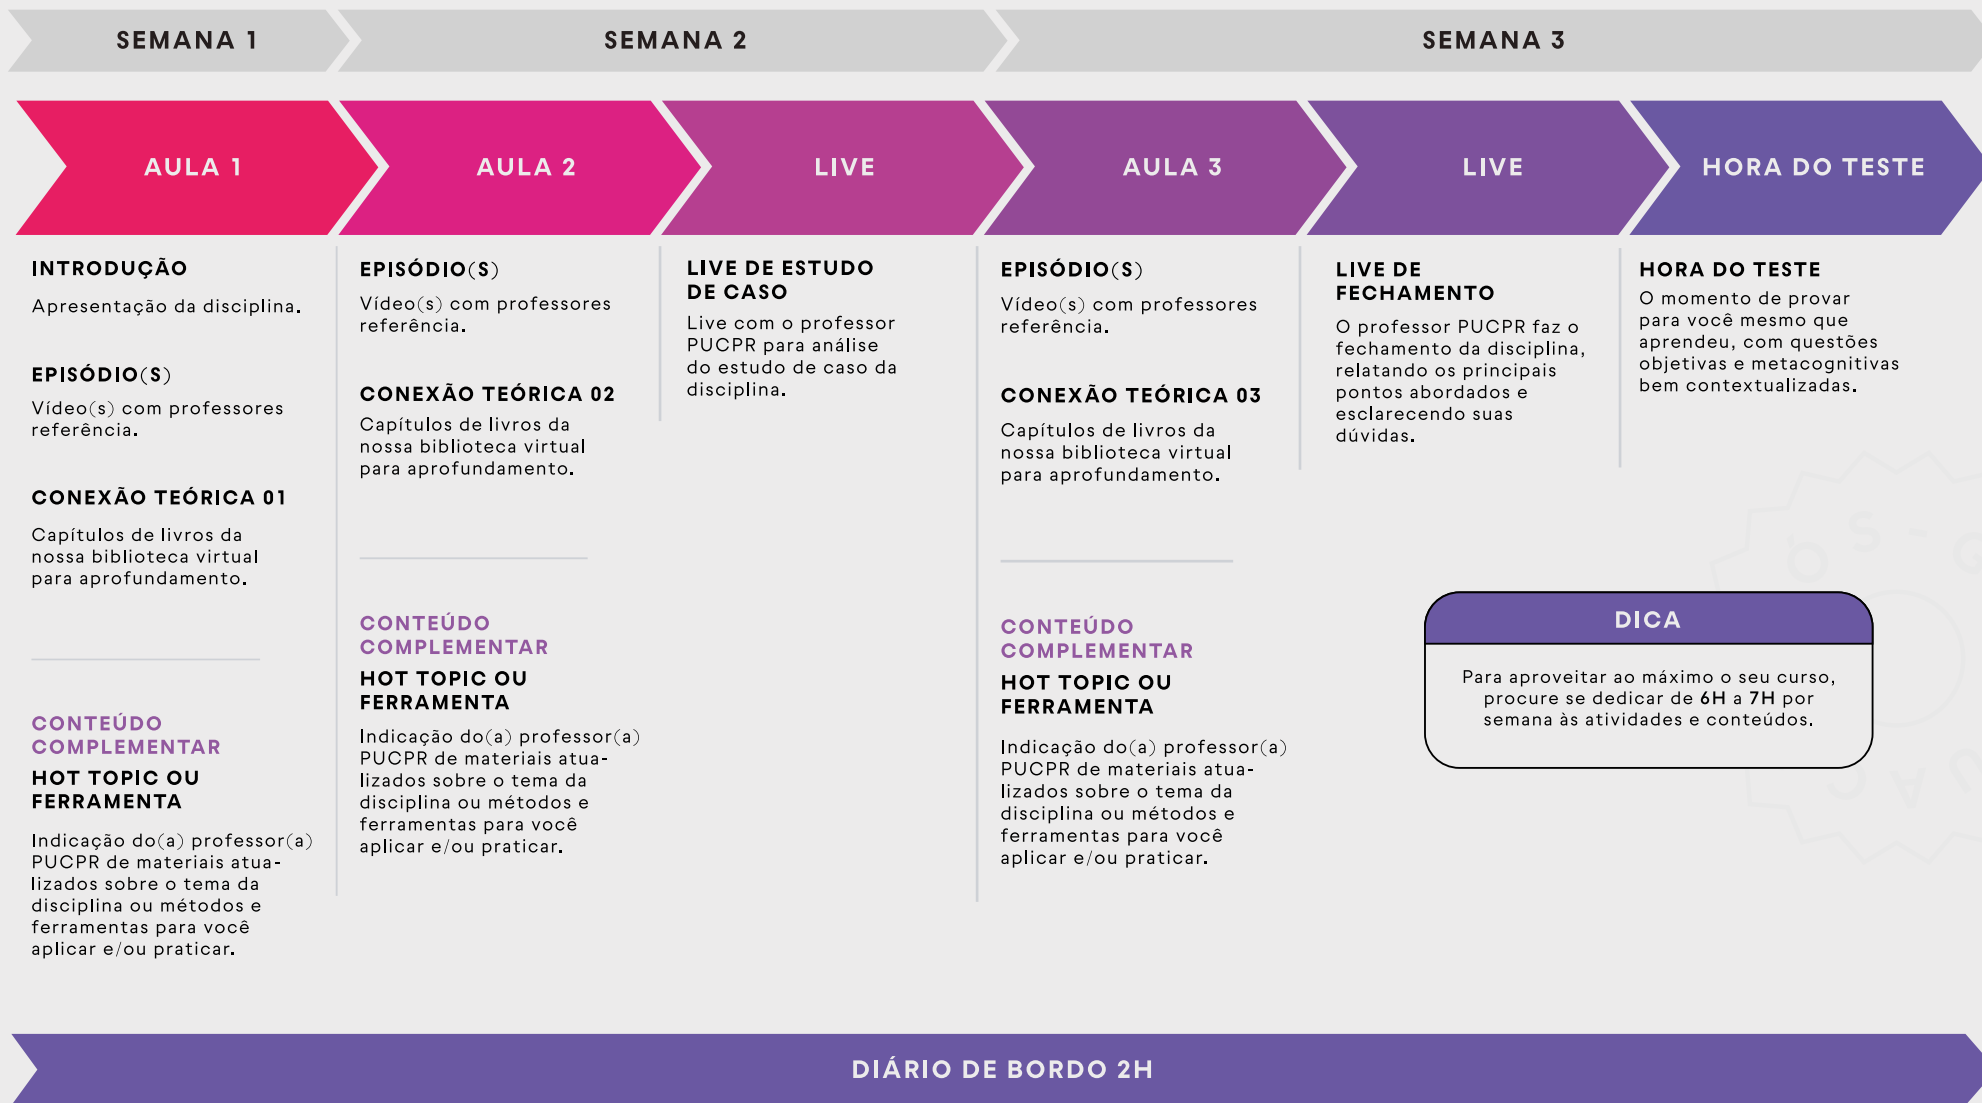 SEMANA 1
SEMANA 2
SEMANA 3
AULA 1
AULA 2
LIVE
AULA 3
LIVE
HORA DO TESTE
INTRODUÇÃO
Apresentação da disciplina.
EPISÓDIO(S)
Vídeo(s) com professores
referência.
CONEXÃO TEÓRICA 01
Capítulos de livros da
nossa biblioteca virtual
para aprofundamento.
CONTEÚDO
COMPLEMENTAR
HOT TOPIC OU
FERRAMENTA
Indicação do(a) professor(a)
PUCPR de materiais atua-
lizados sobre o tema da
disciplina ou métodos e
ferramentas para você
aplicar e/ou praticar.
EPISÓDIO(S)
Vídeo(s) com professores
referência.
CONEXÃO TEÓRICA 02
Capítulos de livros da
nossa biblioteca virtual
para aprofundamento.
CONTEÚDO
COMPLEMENTAR
HOT TOPIC OU
FERRAMENTA
Indicação do(a) professor(a)
PUCPR de materiais atua-
lizados sobre o tema da
disciplina ou métodos e
ferramentas para você
aplicar e/ou praticar.
LIVE DE ESTUDO
DE CASO
Live com o professor
PUCPR para análise
do estudo de caso da
disciplina.
EPISÓDIO(S)
Vídeo(s) com professores
referência.
CONEXÃO TEÓRICA 03
Capítulos de livros da
nossa biblioteca virtual
para aprofundamento.
CONTEÚDO
COMPLEMENTAR
HOT TOPIC OU
FERRAMENTA
Indicação do(a) professor(a)
PUCPR de materiais atua-
lizados sobre o tema da
disciplina ou métodos e
ferramentas para você
aplicar e/ou praticar.
LIVE DE
FECHAMENTO
O professor PUCPR faz o
fechamento da disciplina,
relatando os principais
pontos abordados e
esclarecendo suas
dúvidas.
HORA DO TESTE
O momento de provar
para você mesmo que
aprendeu, com questões
objetivas e metacognitivas
bem contextualizadas.
DICA
Para aproveitar ao máximo o seu curso,
procure se dedicar de 6H a 7H por
semana às atividades e conteúdos.
DIÁRIO DE BORDO 2H